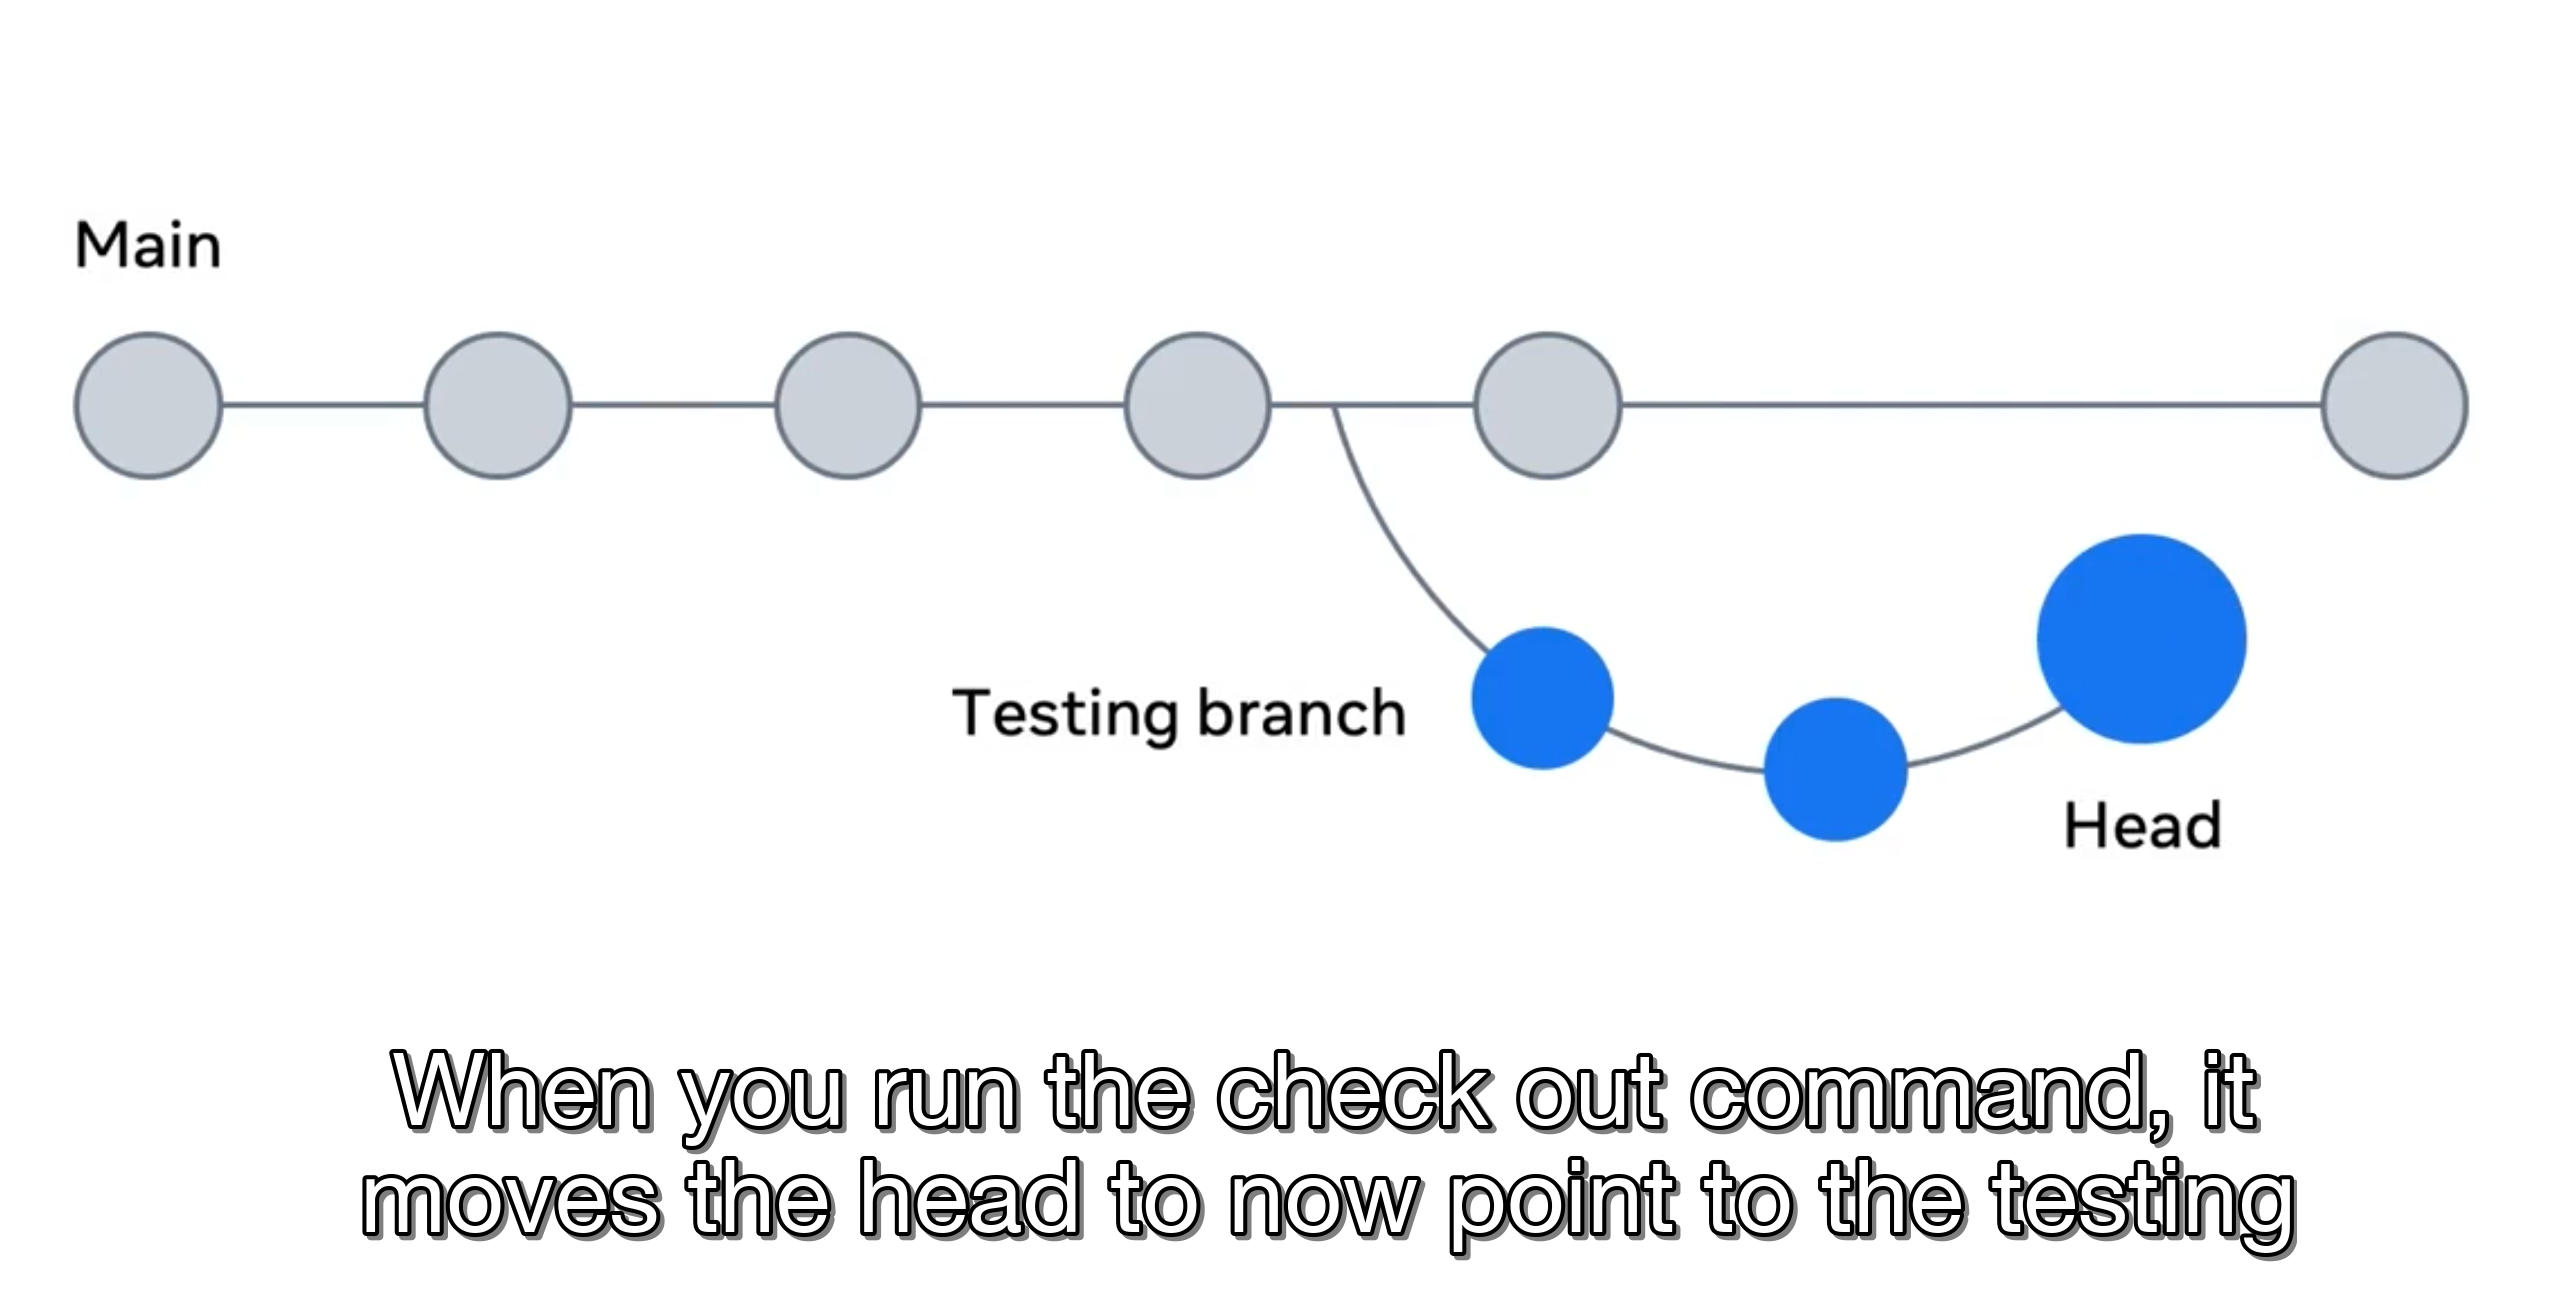 Main
Testing branch
Head
When you run the check out command, it
moves the head to now point to the testing